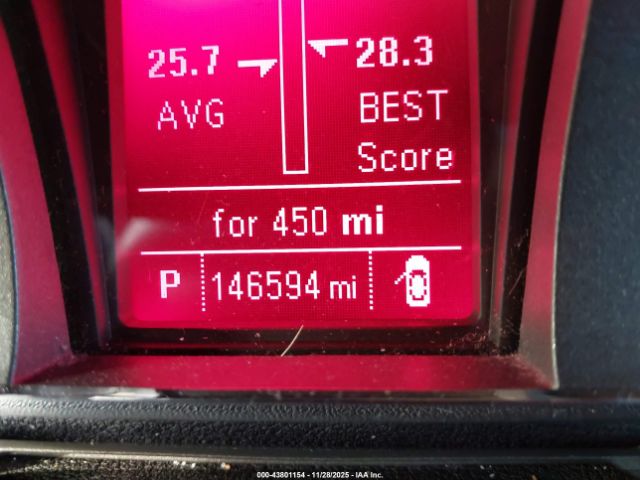 25.7 28.3
AVG BEST
Score
for 450 mi
P 146594 mi
000-43801154 - 11/28/2025 - IAA Inc.